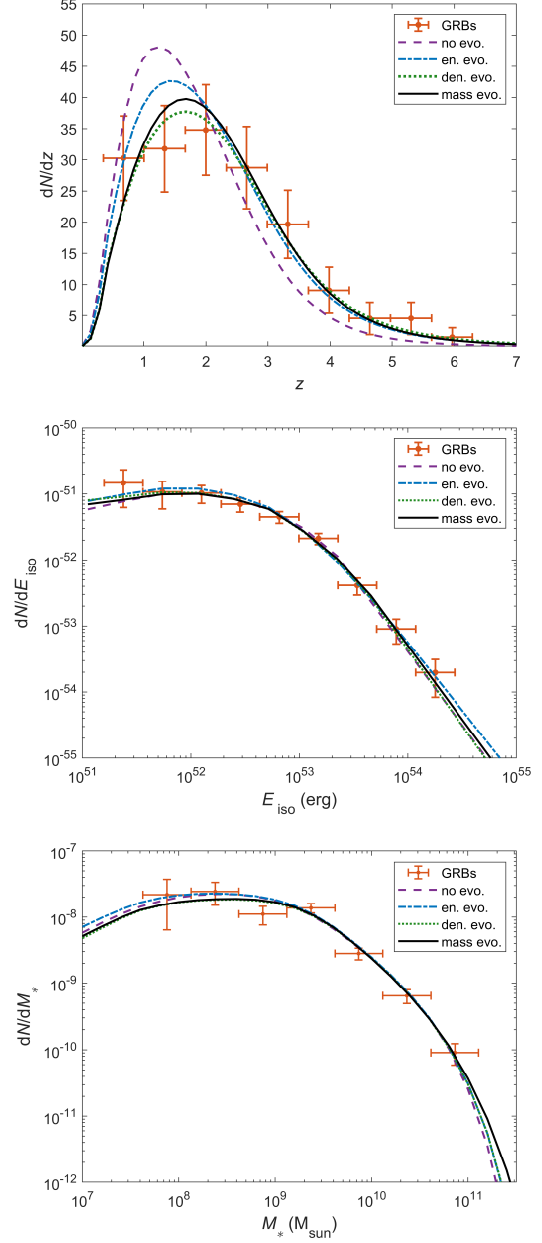 55
50
45
40
35
30
25
20
15
10
5
dN/dz
GRBs
no evo.
en. evo.
den. evo.
mass evo.
1 2 3 4 5 6 7
z
10^-50
10^-51
10^-52
10^-53
10^-54
10^-55
dN/dE_iso
GRBs
no evo.
en. evo.
den. evo.
mass evo.
10^51 10^52 10^53 10^54 10^55
E_iso (erg)
10^-7
10^-8
10^-9
10^-10
10^-11
10^-12
dN/dM_*
GRBs
no evo.
en. evo.
den. evo.
mass evo.
10^7 10^8 10^9 10^10 10^11
M_* (M_sun)